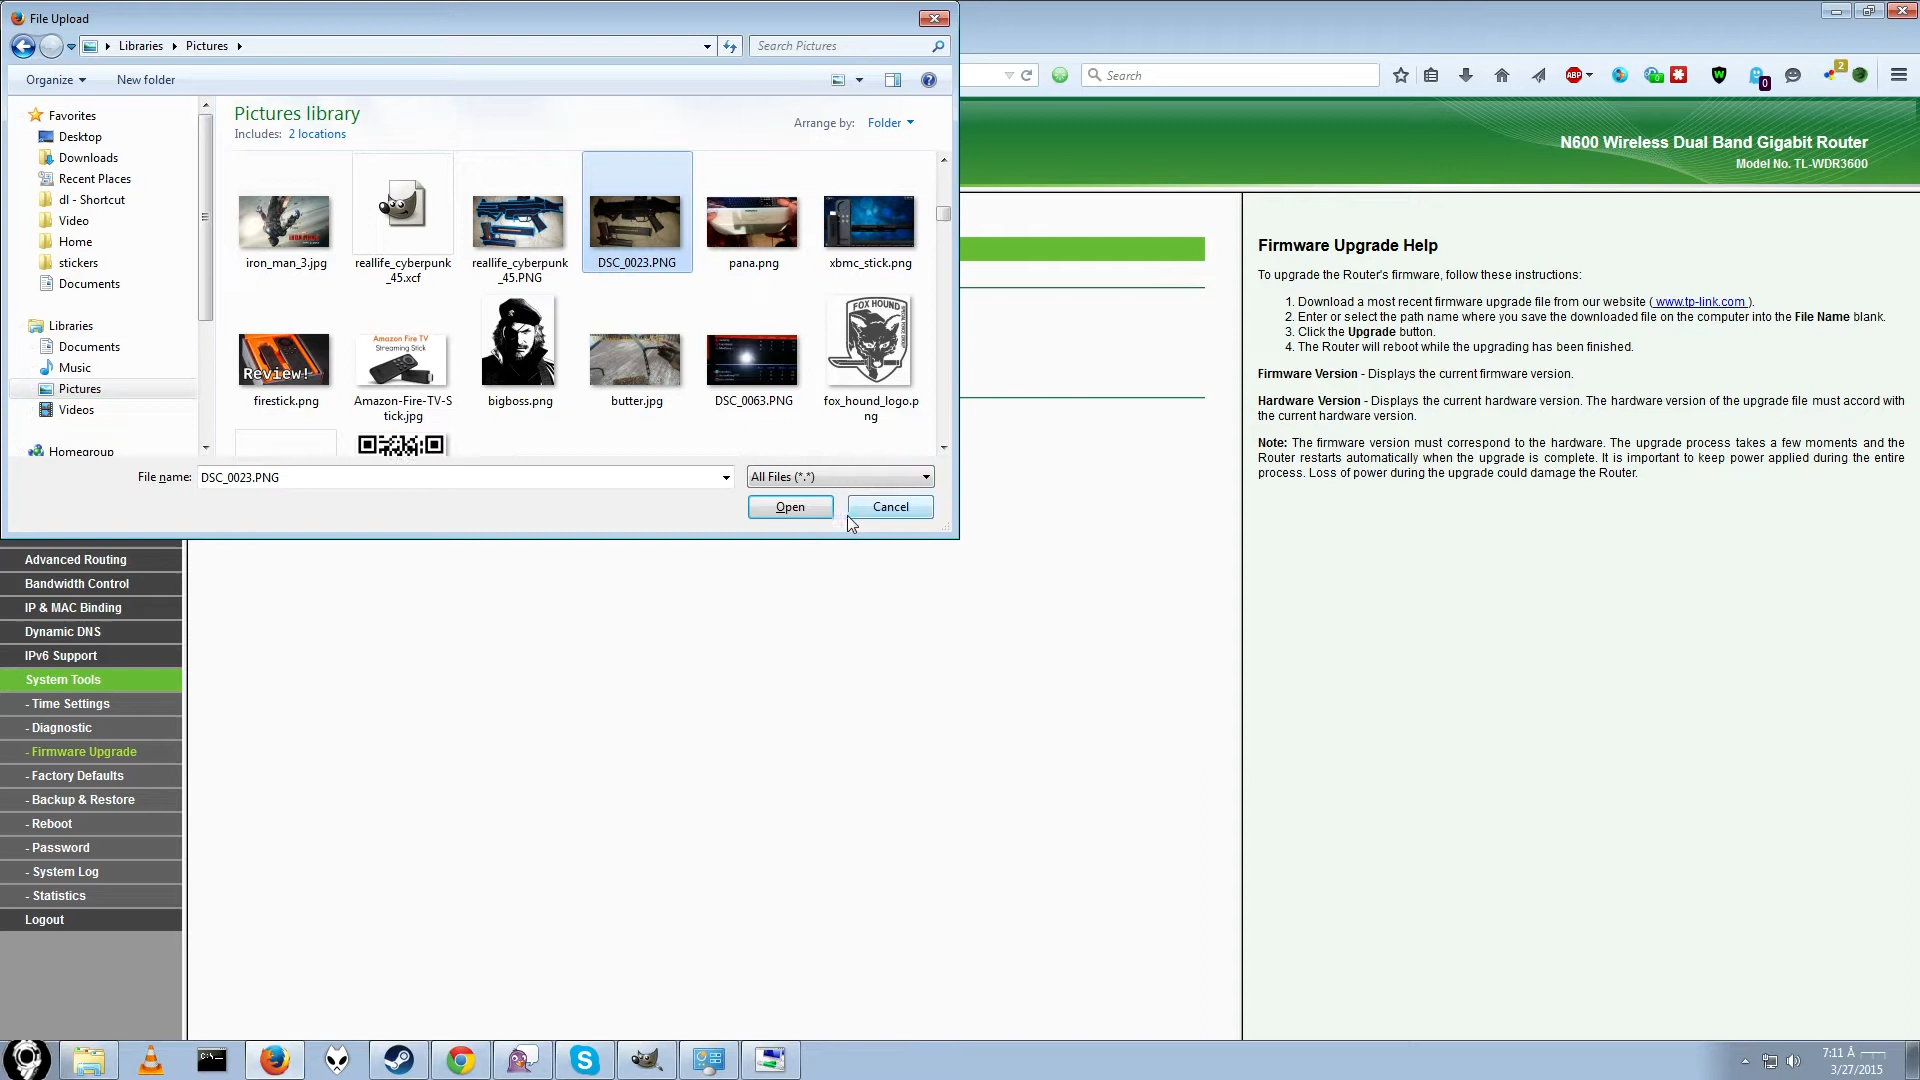 File Upload
Libraries Pictures
Search Pictures
Organize New folder
Search
ABP
W
0
2
Favorites
Desktop
Downloads
Recent Places
dl - Shortcut
Video
Home
stickers
Documents
Libraries
Documents
Music
Pictures
Videos
Homegroup
Pictures library
Includes: 2 locations
Arrange by: Folder
iron_man_3.jpg
reallife_cyberpunk
_45.xcf
reallife_cyberpunk
_45.PNG
DSC_0023.PNG
pana.png
xbmc_stick.png
Review!
firestick.png
Amazon Fire TV
Streaming Stick
Amazon-Fire-TV-S
tick.jpg
bigboss.png
butter.jpg
DSC_0063.PNG
FOX HOUND
fox_hound_logo.p
ng
File name: DSC_0023.PNG
All Files (*.*)
Open Cancel
N600 Wireless Dual Band Gigabit Router
Model No. TL-WDR3600
Firmware Upgrade Help
To upgrade the Router's firmware, follow these instructions:
1. Download a most recent firmware upgrade file from our website ( www.tp-link.com ).
2. Enter or select the path name where you save the downloaded file on the computer into the File Name blank.
3. Click the Upgrade button.
4. The Router will reboot while the upgrading has been finished.
Firmware Version - Displays the current firmware version.
Hardware Version - Displays the current hardware version. The hardware version of the upgrade file must accord with
the current hardware version.
Note: The firmware version must correspond to the hardware. The upgrade process takes a few moments and the
Router restarts automatically when the upgrade is complete. It is important to keep power applied during the entire
process. Loss of power during the upgrade could damage the Router.
Advanced Routing
Bandwidth Control
IP & MAC Binding
Dynamic DNS
IPv6 Support
System Tools
- Time Settings
- Diagnostic
- Firmware Upgrade
- Factory Defaults
- Backup & Restore
- Reboot
- Password
- System Log
- Statistics
Logout
C:\
7:11 Å
3/27/2015